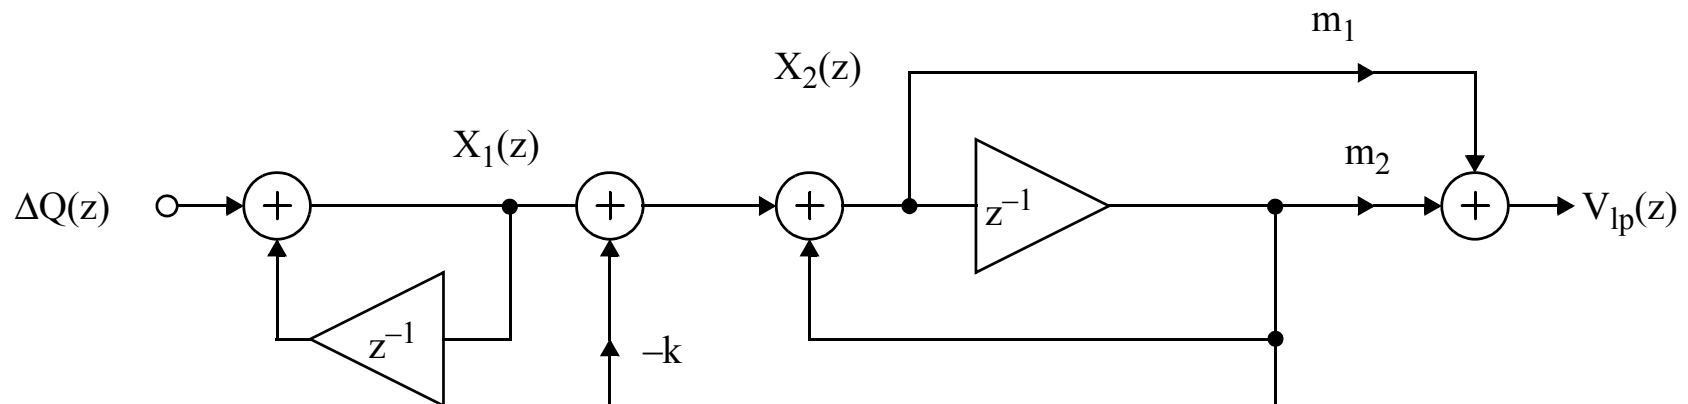 m₁
X₂(z)
X₁(z)
m₂
ΔQ(z)
+
+
+
z⁻¹
+
Vₗₚ(z)
z⁻¹
–k